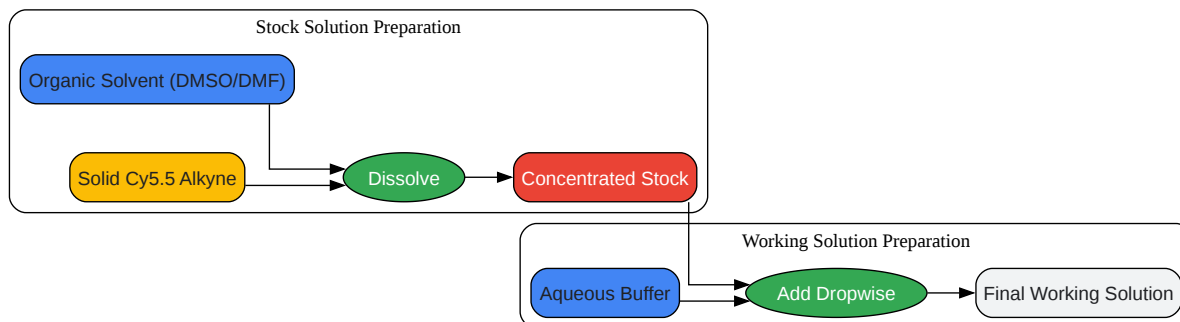 Stock Solution Preparation
Organic Solvent (DMSO/DMF)
Solid Cy5.5 Alkyne
Dissolve
Concentrated Stock
Working Solution Preparation
Aqueous Buffer
Add Dropwise
Final Working Solution